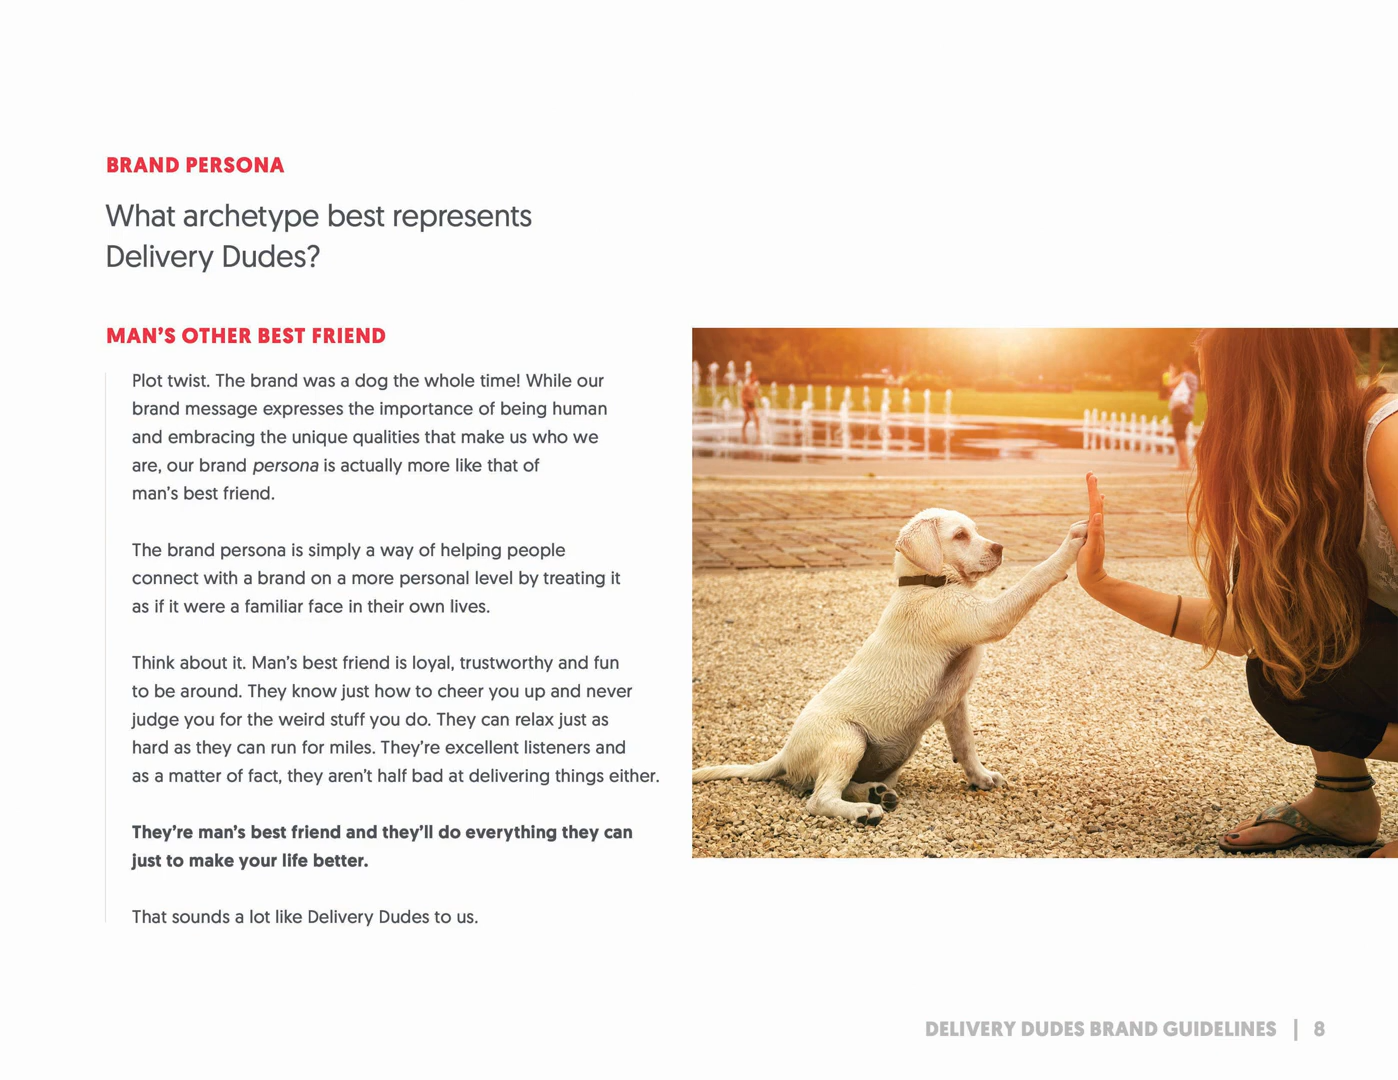 BRAND PERSONA
What archetype best represents
Delivery Dudes?
MAN’S OTHER BEST FRIEND
Plot twist. The brand was a dog the whole time! While our
brand message expresses the importance of being human
and embracing the unique qualities that make us who we
are, our brand persona is actually more like that of
man’s best friend.
The brand persona is simply a way of helping people
connect with a brand on a more personal level by treating it
as if it were a familiar face in their own lives.
Think about it. Man’s best friend is loyal, trustworthy and fun
to be around. They know just how to cheer you up and never
judge you for the weird stuff you do. They can relax just as
hard as they can run for miles. They’re excellent listeners and
as a matter of fact, they aren’t half bad at delivering things either.
They’re man’s best friend and they’ll do everything they can
just to make your life better.
That sounds a lot like Delivery Dudes to us.
DELIVERY DUDES BRAND GUIDELINES | 8